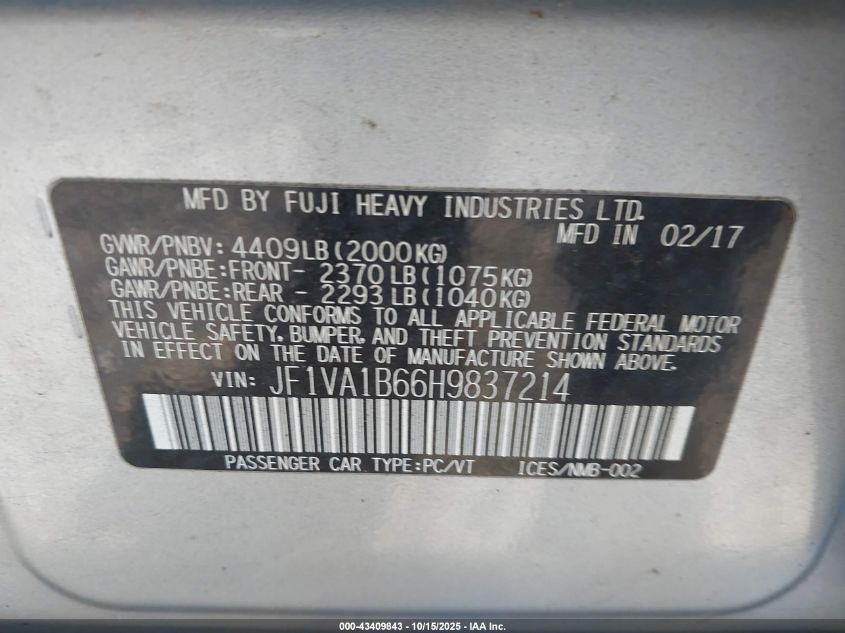 MFD BY FUJI HEAVY INDUSTRIES LTD.
MFD IN 02/17
GVWR/PNBV: 4409LB(2000KG)
GAWR/PNBE:FRONT- 2370LB(1075KG)
GAWR/PNBE:REAR - 2293LB(1040KG)
THIS VEHICLE CONFORMS TO ALL APPLICABLE FEDERAL MOTOR
VEHICLE SAFETY, BUMPER, AND THEFT PREVENTION STANDARDS
IN EFFECT ON THE DATE OF MANUFACTURE SHOWN ABOVE.
VIN: JF1VA1B66H9837214
PASSENGER CAR TYPE:PC/VT ICES/NMB-002
000-43409843 / 10/15/2025 - IAA Inc.